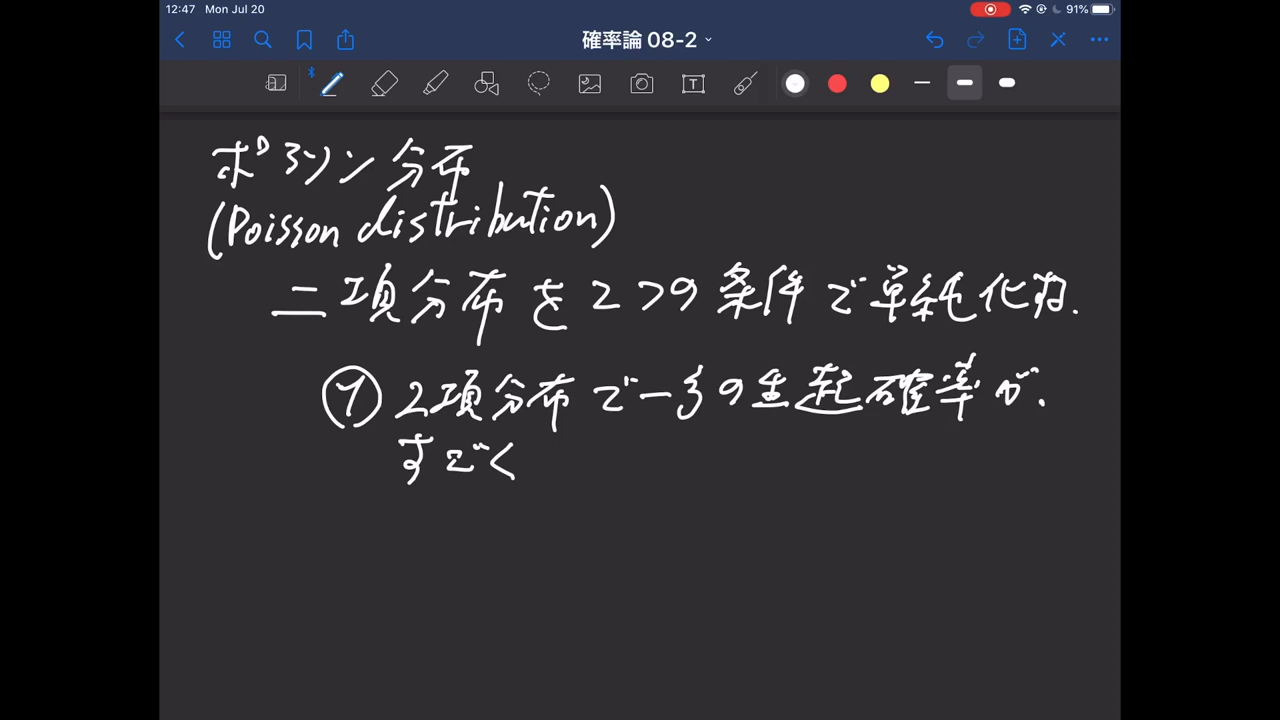 12:47 Mon Jul 20
91%
確率論 08-2
T
ポアソン分布
(Poisson distribution)
二項分布を2つの条件で単純化する.
① 2項分布で一方の生起確率が.
すごく